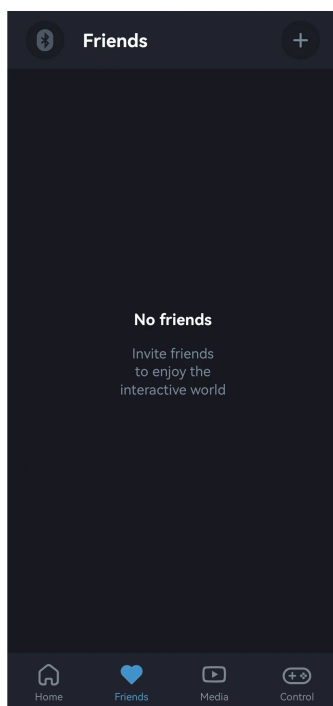 Friends
No friends
Invite friends
to enjoy the
interactive world
Home
Friends
Media
Control